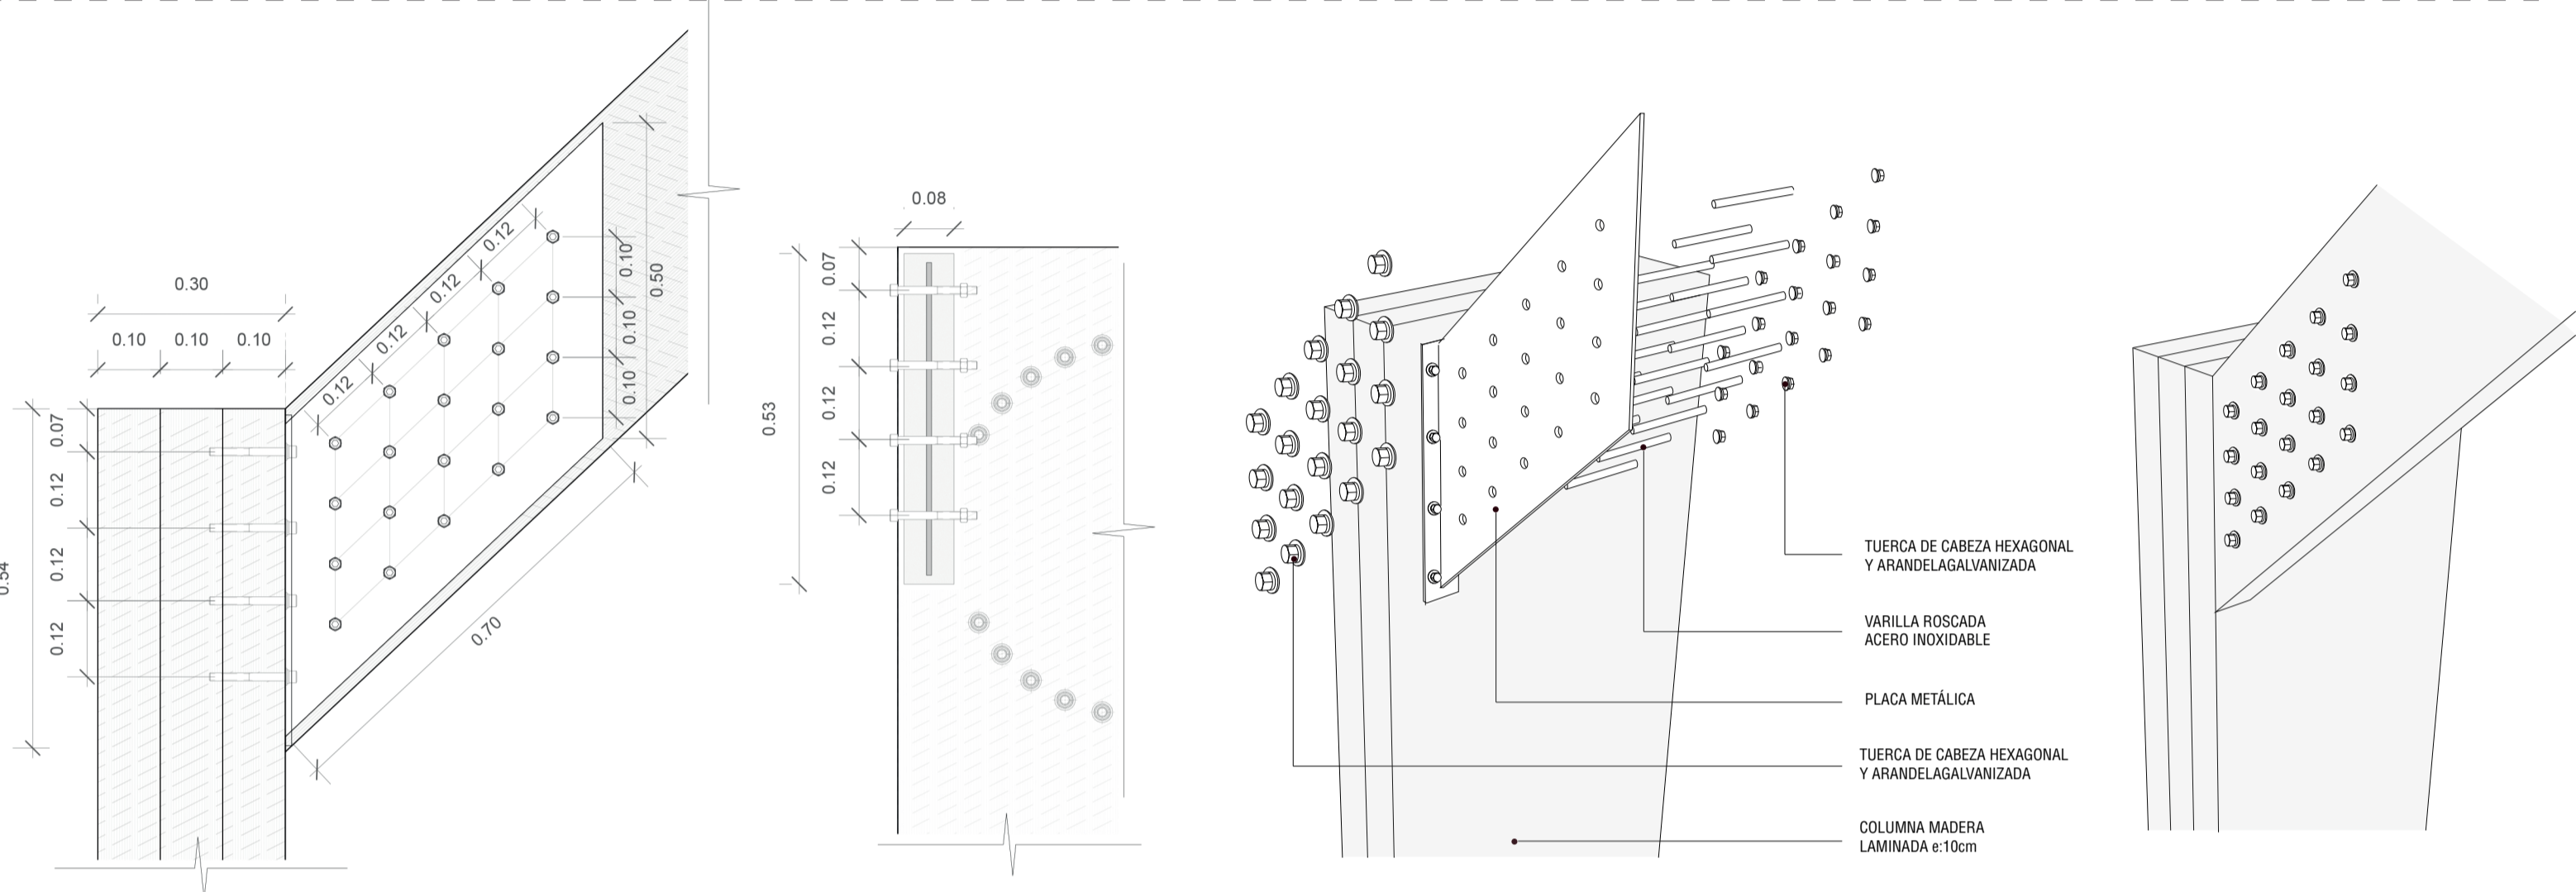 0.30
0.10
0.10
0.10
0.07
0.12
0.12
0.12
0.54
0.12
0.12
0.12
0.12
0.10
0.10
0.10
0.50
0.70
0.08
0.07
0.12
0.12
0.12
0.53
TUERCA DE CABEZA HEXAGONAL
Y ARANDELAGALVANIZADA
VARILLA ROSCADA
ACERO INOXIDABLE
PLACA METÁLICA
TUERCA DE CABEZA HEXAGONAL
Y ARANDELAGALVANIZADA
COLUMNA MADERA
LAMINADA e:10cm